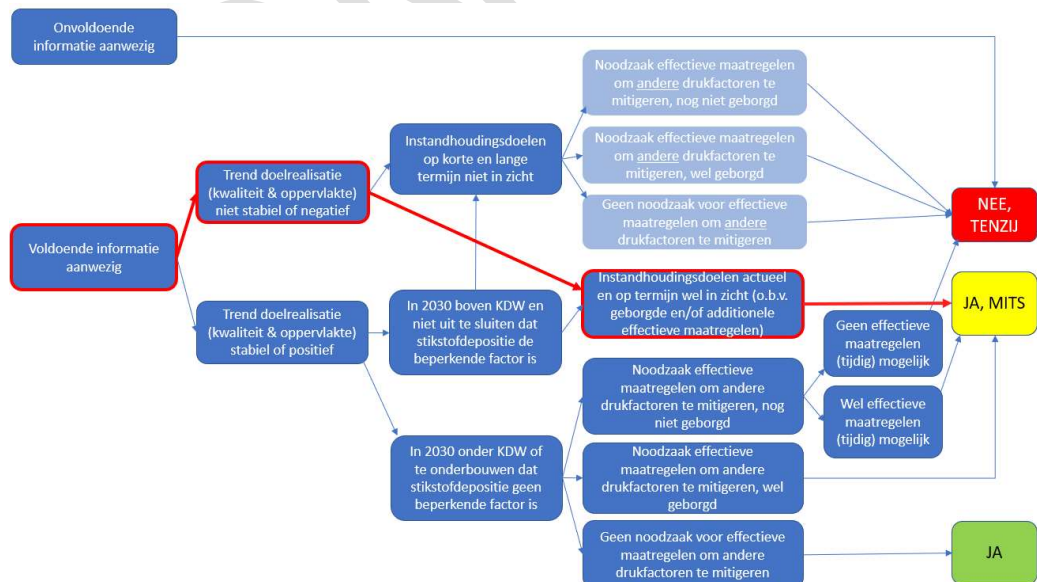 Onvoldoende
informatie aanwezig
Noodzaak effectieve maatregelen
om andere drukfactoren te
mitigeren, nog niet geborgd
Instandhoudingsdoelen
op korte en lange
termijn niet in zicht
Noodzaak effectieve maatregelen
om andere drukfactoren te
mitigeren, wel geborgd
Trend doelrealisatie
(kwaliteit & oppervlakte)
niet stabiel of negatief
Geen noodzaak voor effectieve
maatregelen om andere
drukfactoren te mitigeren
NEE,
TENZIJ
Voldoende informatie
aanwezig
Instandhoudingsdoelen actueel
en op termijn wel in zicht (o.b.v.
geborgde en/of additionele
effectieve maatregelen)
JA, MITS
Trend doelrealisatie
(kwaliteit & oppervlakte)
stabiel of positief
In 2030 boven KDW en
niet uit te sluiten dat
stikstofdepositie de
beperkende factor is
Geen effectieve
maatregelen
(tijdig) mogelijk
Noodzaak effectieve
maatregelen om andere
drukfactoren te mitigeren, nog
niet geborgd
Wel effectieve
maatregelen
(tijdig) mogelijk
In 2030 onder KDW of
te onderbouwen dat
stikstofdepositie geen
beperkende factor is
Noodzaak effectieve
maatregelen om andere
drukfactoren te mitigeren, wel
geborgd
Geen noodzaak voor effectieve
maatregelen om andere
drukfactoren te mitigeren
JA